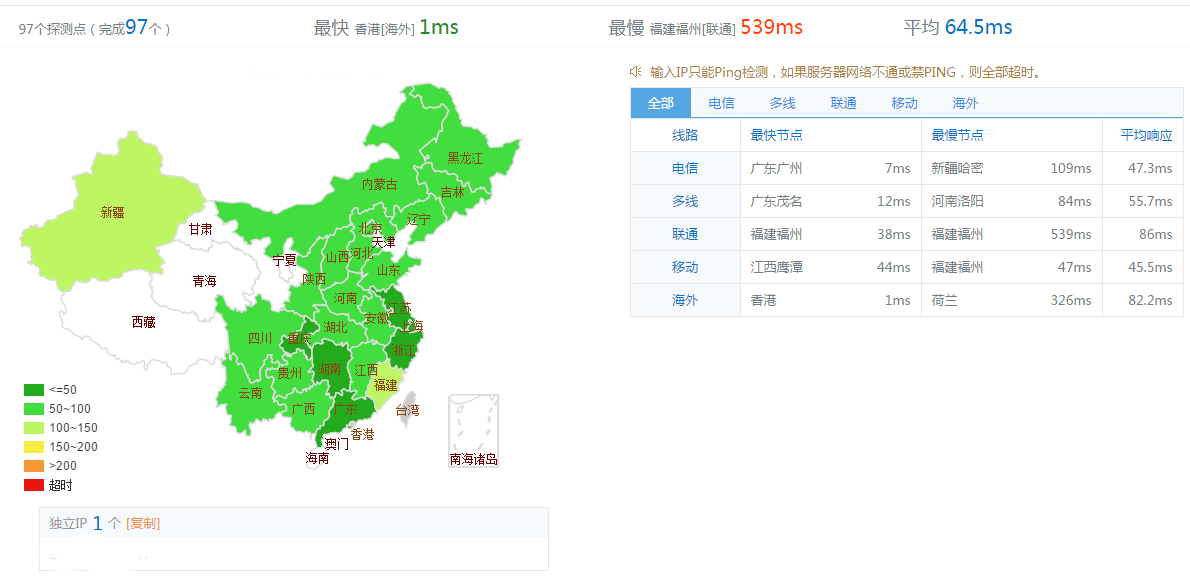 97个探测点（完成97个） 最快 香港[海外] 1ms 最慢 福建福州[联通] 539ms 平均 64.5ms
输入IP只能Ping检测，如果服务器网络不通或禁PING，则全部超时。
全部 电信 多线 联通 移动 海外
线路 最快节点 最慢节点 平均响应
电信 广东广州 7ms 新疆哈密 109ms 47.3ms
多线 广东茂名 12ms 河南洛阳 84ms 55.7ms
联通 福建福州 38ms 福建福州 539ms 86ms
移动 江西鹰潭 44ms 福建福州 47ms 45.5ms
海外 香港 1ms 荷兰 326ms 82.2ms
黑龙江
内蒙古
吉林
新疆
辽宁
甘肃
北京
天津
宁夏
山西
河北
山东
青海
陕西
河南
江苏
西藏
安徽
上海
湖北
四川
重庆
浙江
贵州
湖南
江西
福建
云南
广西
广东
台湾
香港
澳门
海南
南海诸岛
<=50
50~100
100~150
150~200
>200
超时
独立IP 1 个 [复制]